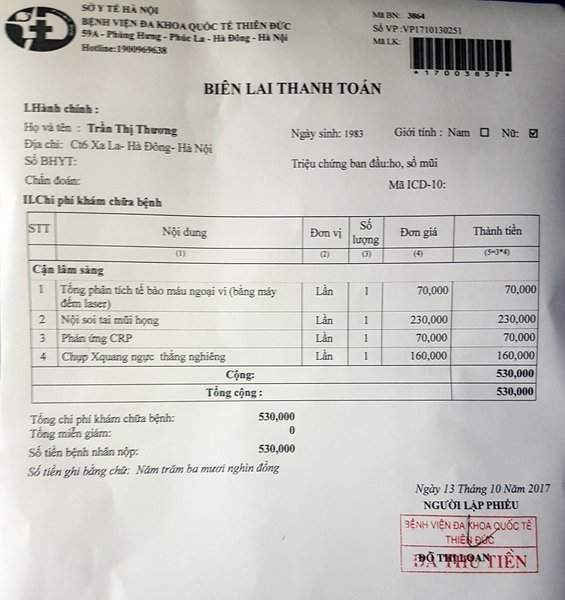 SỞ Y TẾ HÀ NỘI
BỆNH VIỆN ĐA KHOA QUỐC TẾ THIÊN ĐỨC
59A - Phùng Hưng - Phúc La - Hà Đông - Hà Nội
Hotline:1900969638
Mã BN: 3864
Số VP:VP1710130251
Mã LK:
*17003857*
BIÊN LAI THANH TOÁN
I.Hành chính :
Họ và tên : Trần Thị Thương Ngày sinh: 1983 Giới tính : Nam ☐ Nữ: ☑
Địa chỉ: Ct6 Xa La- Hà Đông- Hà Nội
Số BHYT: Triệu chứng ban đầu:ho, sổ mũi
Chẩn đoán: Mã ICD-10:
II.Chi phí khám chữa bệnh
STT Nội dung Đơn vị Số lượng Đơn giá Thành tiền
(1) (2) (3) (4) (5=3*4)
Cận lâm sàng
1 Tổng phân tích tế bào máu ngoại vi (bằng máy đếm laser) Lần 1 70,000 70,000
2 Nội soi tai mũi họng Lần 1 230,000 230,000
3 Phản ứng CRP Lần 1 70,000 70,000
4 Chụp Xquang ngực thẳng nghiêng Lần 1 160,000 160,000
Cộng: 530,000
Tổng cộng : 530,000
Tổng chi phí khám chữa bệnh: 530,000
Tổng miễn giảm: 0
Số tiền bệnh nhân nộp: 530,000
Số tiền ghi bằng chữ: Năm trăm ba mươi nghìn đồng
Ngày 13 Tháng 10 Năm 2017
NGƯỜI LẬP PHIẾU
BỆNH VIỆN ĐA KHOA QUỐC TẾ
THIÊN ĐỨC
ĐỖ THỊ LOAN
ĐÃ THU TIỀN